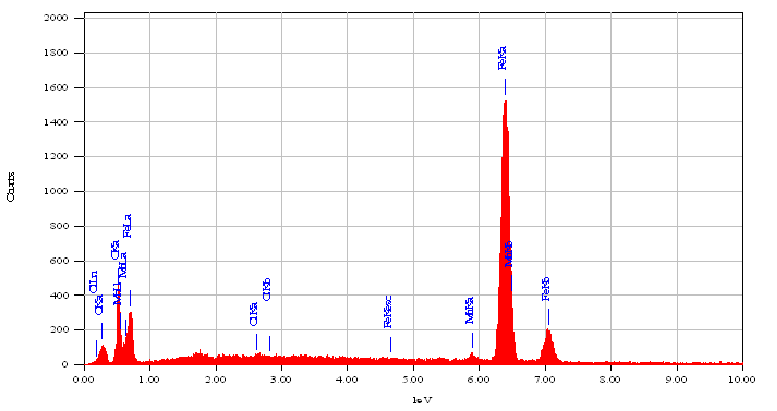 2000
1800
1600
1400
1200
1000
800
600
400
200
0
Counts
ClLn
CKa
OKa
MnLl
MnLa
FeLa
ClKa
ClKb
FeKesc
MnKa
FeKa
MnKb
FeKb
0.00 1.00 2.00 3.00 4.00 5.00 6.00 7.00 8.00 9.00 10.00
keV